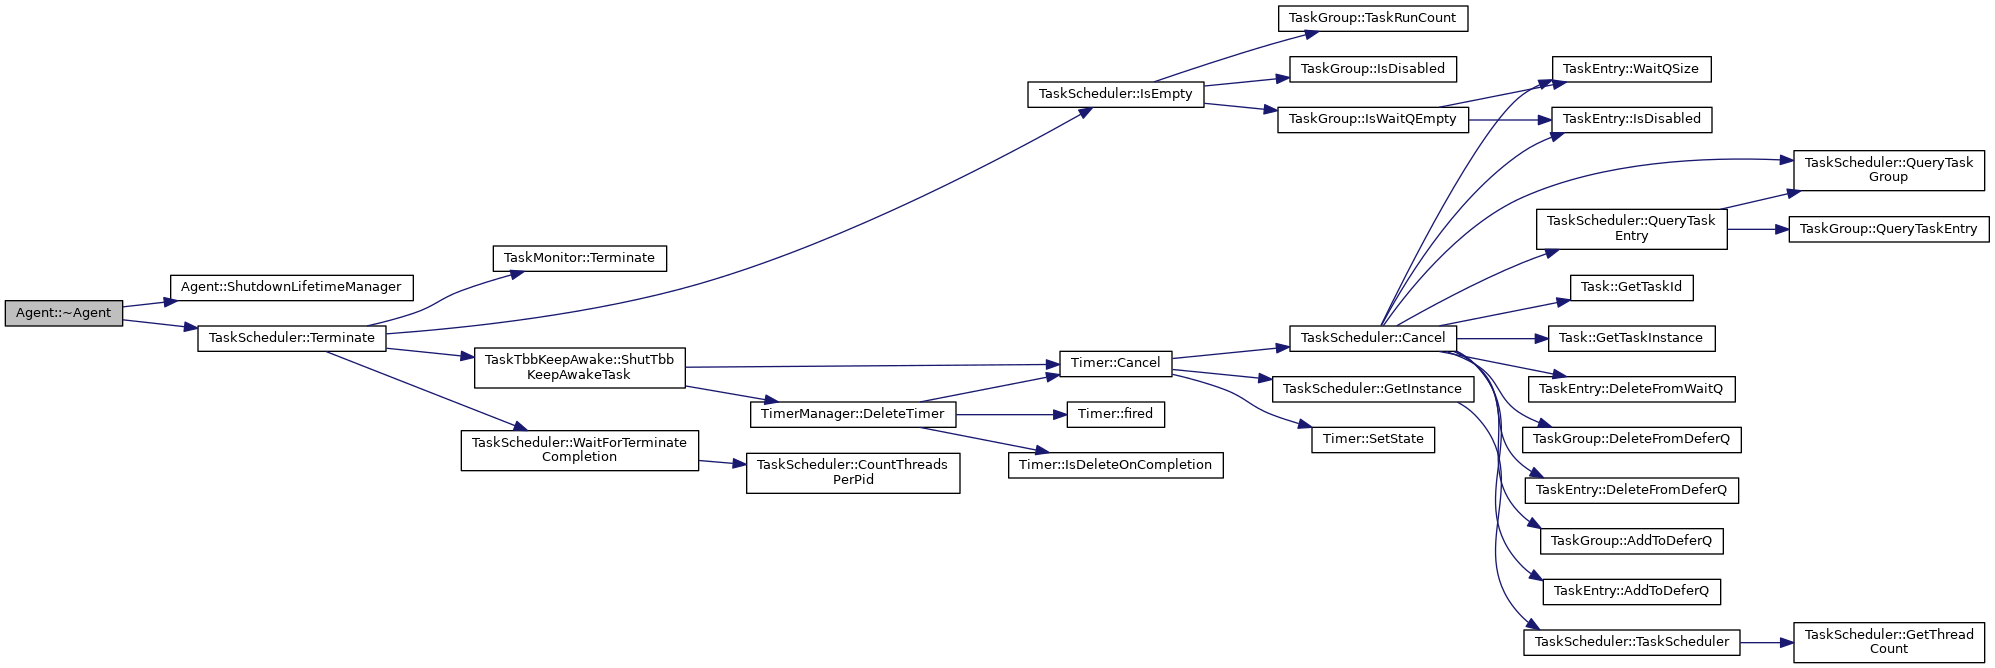 TaskGroup::TaskRunCount
TaskGroup::IsDisabled
TaskEntry::WaitQSize
TaskScheduler::IsEmpty
TaskGroup::IsWaitQEmpty
TaskEntry::IsDisabled
TaskScheduler::QueryTask
Group
TaskScheduler::QueryTask
Entry
TaskGroup::QueryTaskEntry
TaskMonitor::Terminate
Agent::ShutdownLifetimeManager
Task::GetTaskId
Agent::~Agent
TaskScheduler::Terminate
TaskScheduler::Cancel
Task::GetTaskInstance
TaskTbbKeepAwake::ShutTbb
KeepAwakeTask
Timer::Cancel
TaskScheduler::GetInstance
TaskEntry::DeleteFromWaitQ
TimerManager::DeleteTimer
Timer::fired
Timer::SetState
TaskGroup::DeleteFromDeferQ
TaskScheduler::WaitForTerminate
Completion
TaskScheduler::CountThreads
PerPid
Timer::IsDeleteOnCompletion
TaskEntry::DeleteFromDeferQ
TaskGroup::AddToDeferQ
TaskEntry::AddToDeferQ
TaskScheduler::TaskScheduler
TaskScheduler::GetThread
Count